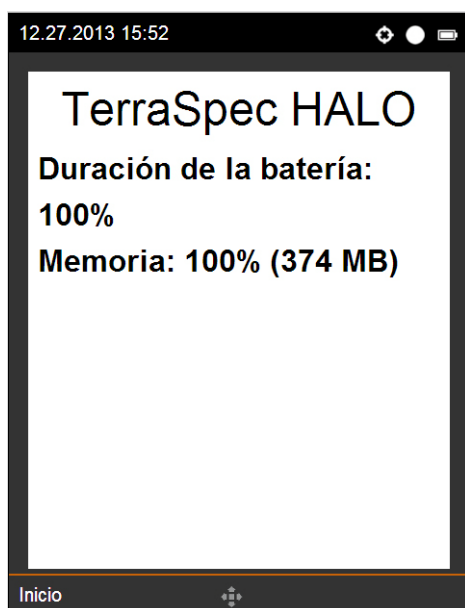 12.27.2013 15:52
TerraSpec HALO
Duración de la batería:
100%
Memoria: 100% (374 MB)
Inicio